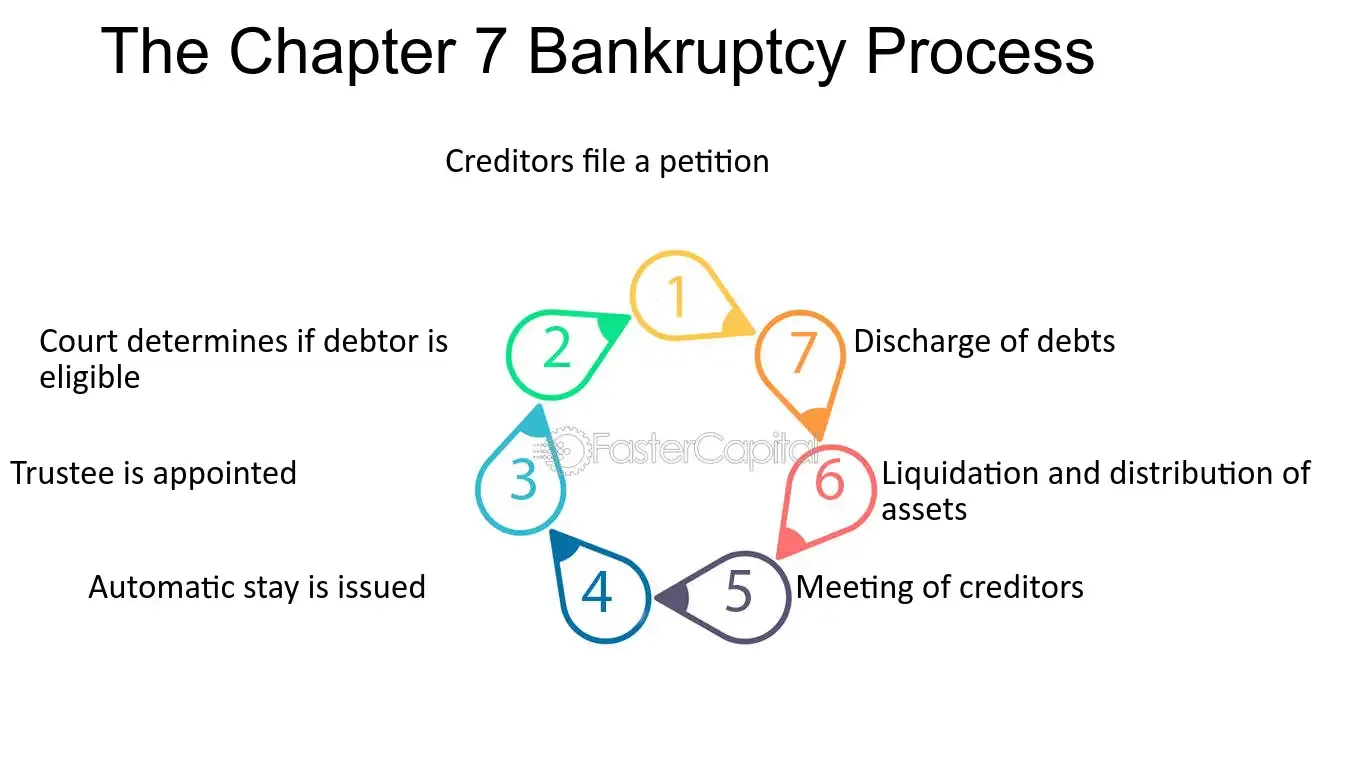 The Chapter 7 Bankruptcy Process
Creditors file a petition
1
2
Court determines if debtor is
eligible
7
Discharge of debts
3
Trustee is appointed
FasterCapital
6
Liquidation and distribution of
assets
4
Automatic stay is issued
5
Meeting of creditors